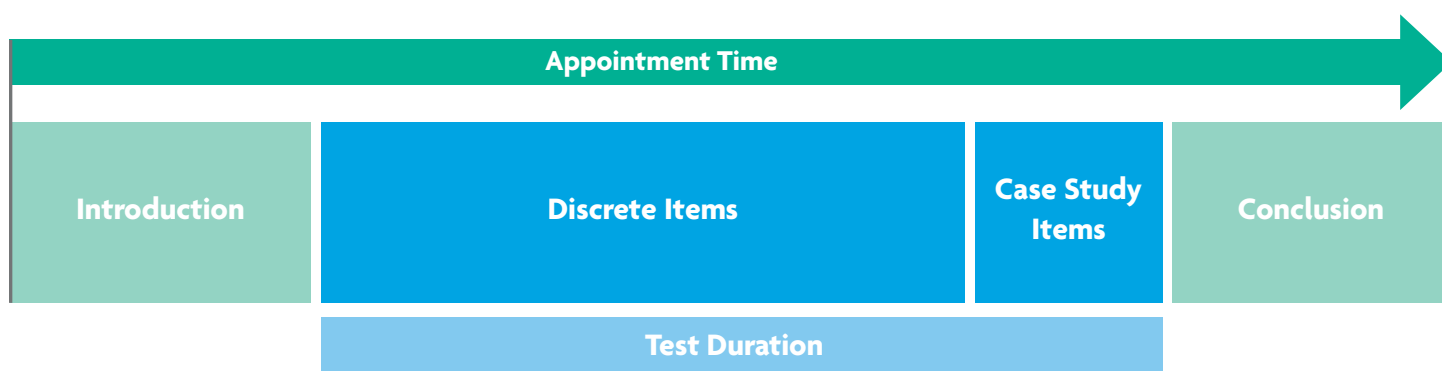 Appointment Time
Introduction
Discrete Items
Case Study
Items
Conclusion
Test Duration